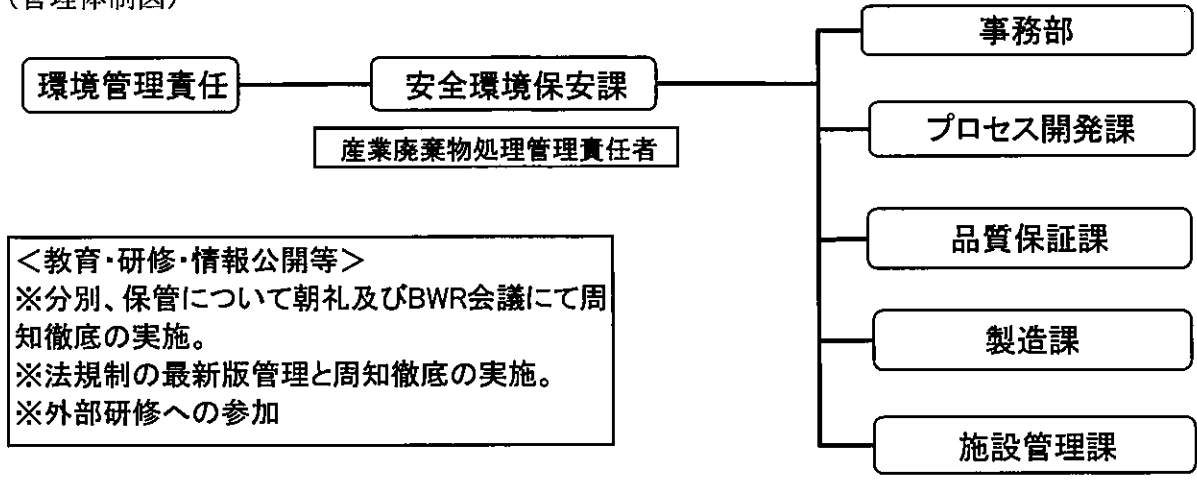 (管理体制図)
環境管理責任
安全環境保安課
産業廃棄物処理管理責任者
事務部
プロセス開発課
品質保証課
製造課
施設管理課
<教育・研修・情報公開等>
※分別、保管について朝礼及びBWR会議にて周
知徹底の実施。
※法規制の最新版管理と周知徹底の実施。
※外部研修への参加